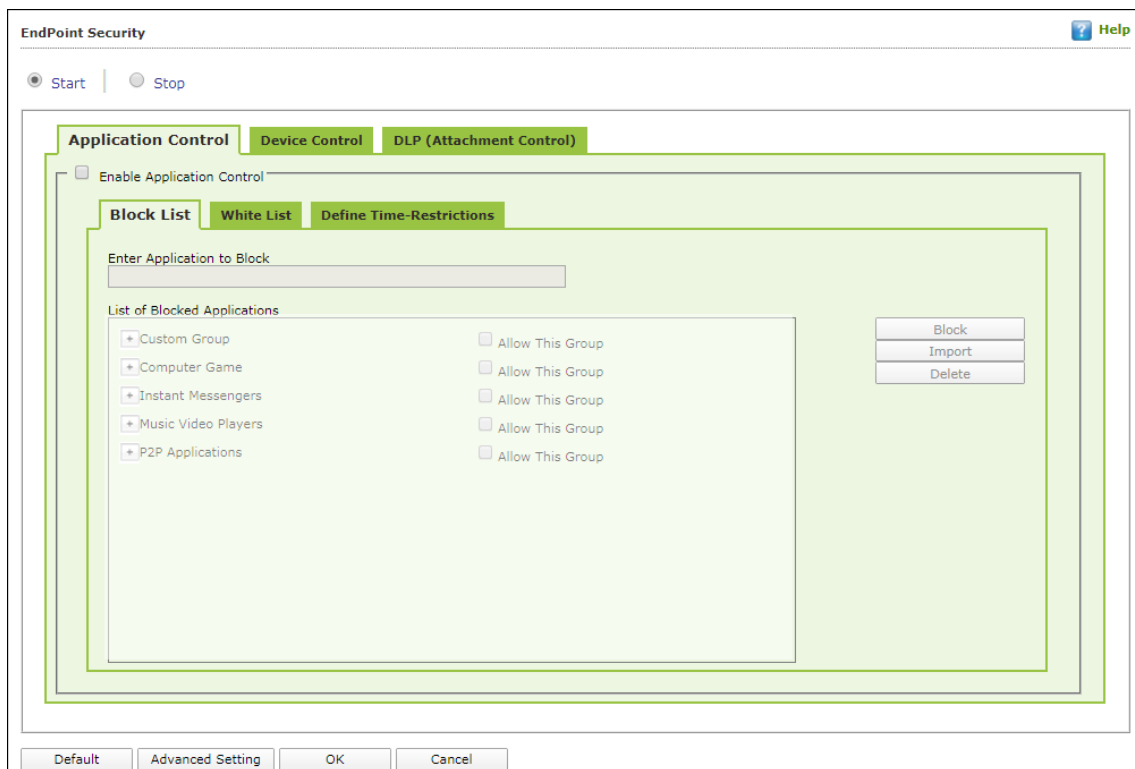 EndPoint Security
Help
Start
Stop
Application Control
Device Control
DLP (Attachment Control)
Enable Application Control
Block List
White List
Define Time-Restrictions
Enter Application to Block
List of Blocked Applications
Custom Group
Allow This Group
Computer Game
Allow This Group
Instant Messengers
Allow This Group
Music Video Players
Allow This Group
P2P Applications
Allow This Group
Block
Import
Delete
Default
Advanced Setting
OK
Cancel